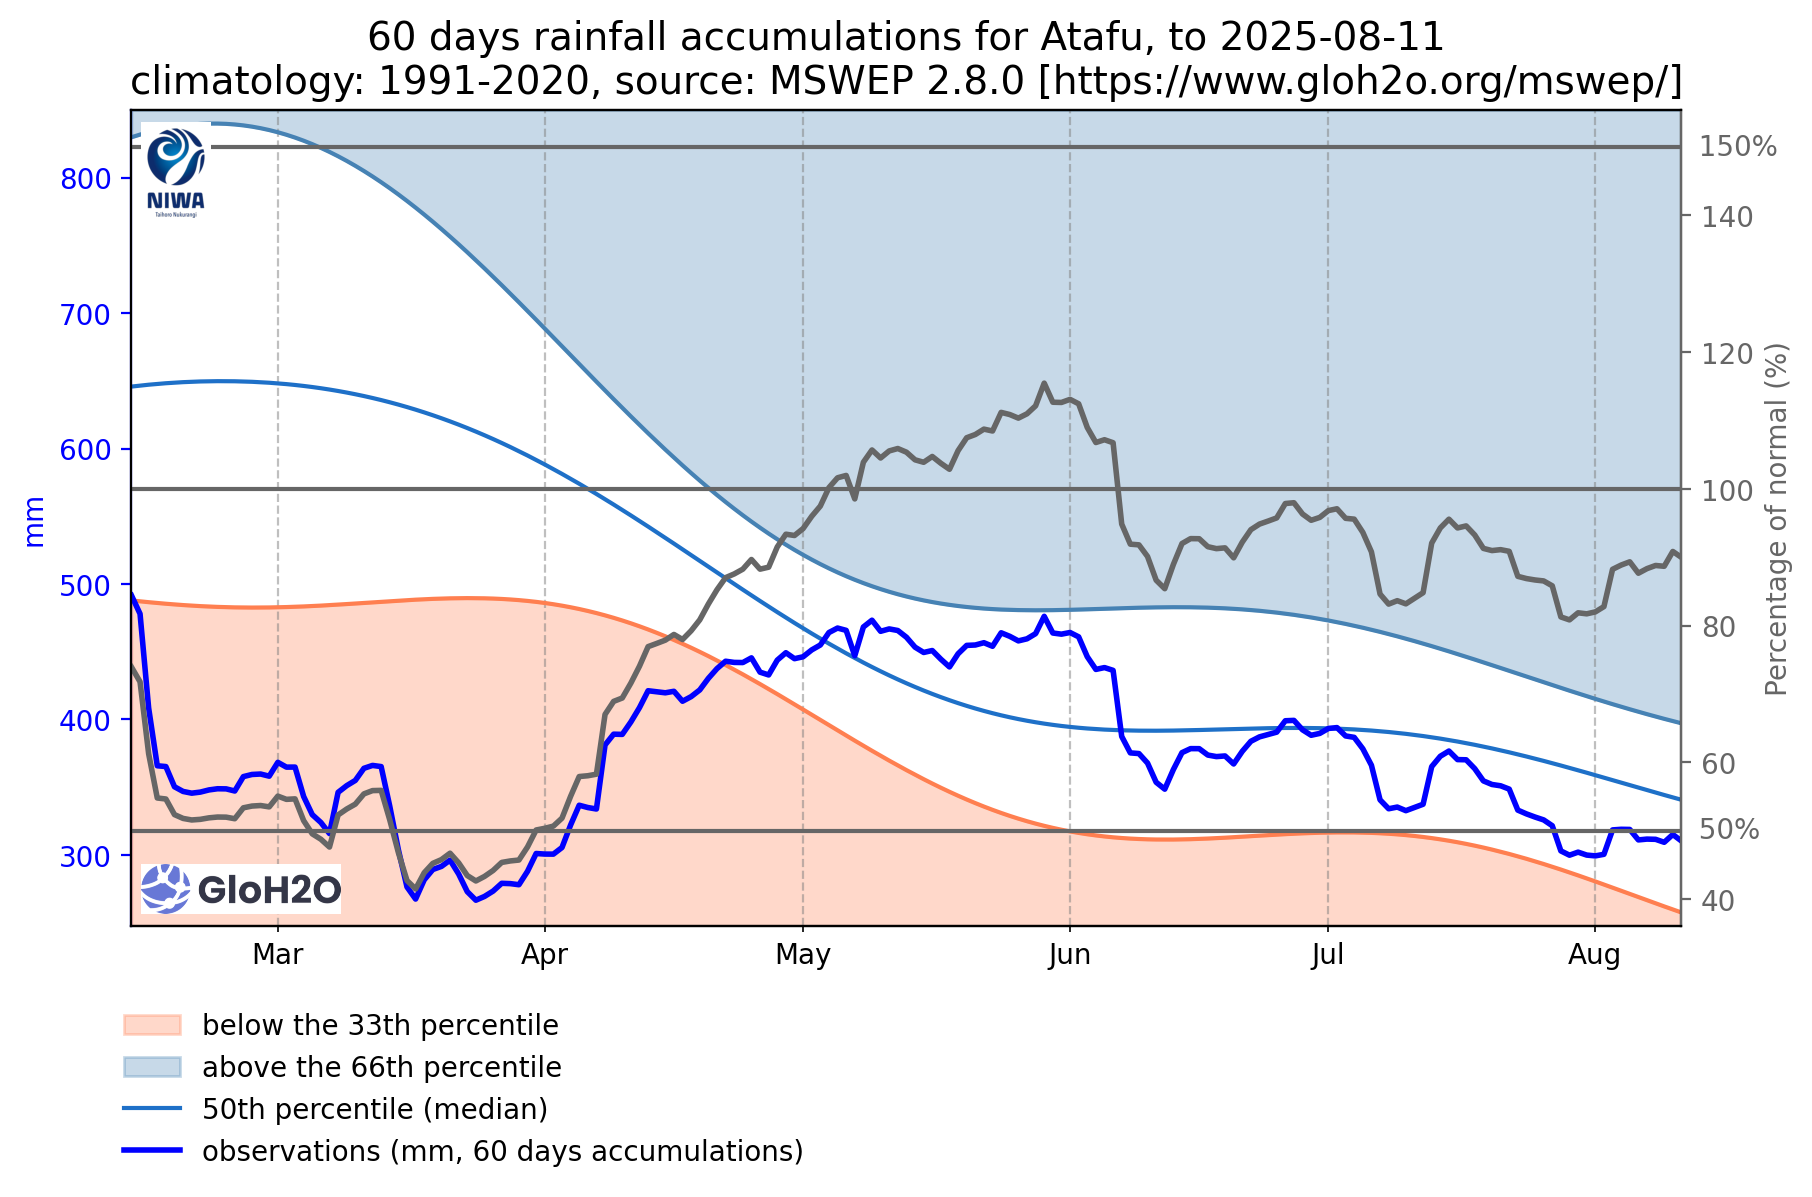 60 days rainfall accumulations for Atafu, to 2025-08-11
climatology: 1991-2020, source: MSWEP 2.8.0 [https://www.gloh2o.org/mswep/]
NIWA
Taihoro Nukurangi
GloH2O
mm
800
700
600
500
400
300
150%
140
120
100
80
60
50%
40
Percentage of normal (%)
Mar Apr May Jun Jul Aug
below the 33th percentile
above the 66th percentile
50th percentile (median)
observations (mm, 60 days accumulations)